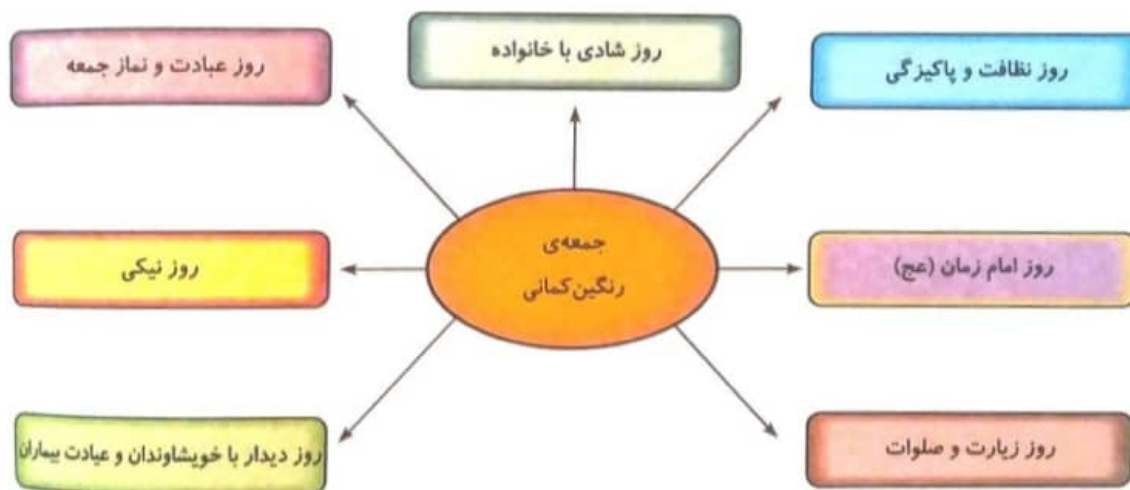 روز نظافت و پاکیزگی
روز شادی با خانواده
روز عبادت و نماز جمعه
جمعه‌ی
رنگین‌کمانی
روز امام زمان (عج)
روز نیکی
روز زیارت و صلوات
روز دیدار با خویشاوندان و عیادت بیماران